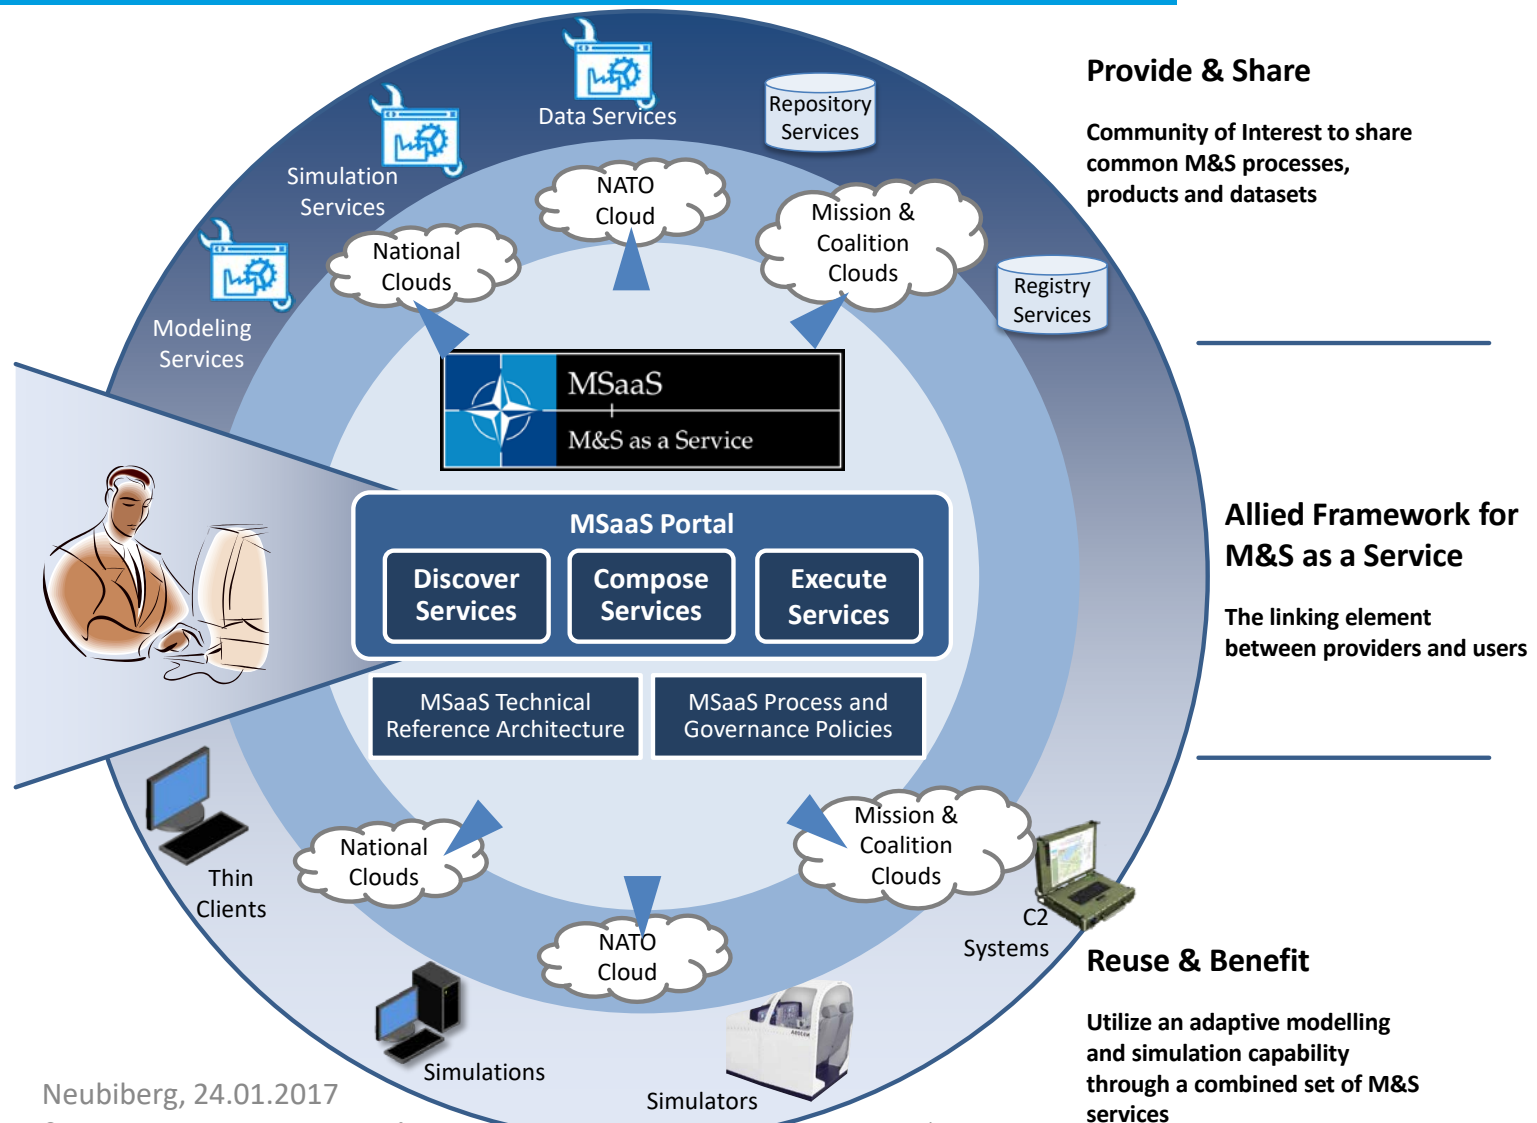 Provide & Share
Community of Interest to share
common M&S processes,
products and datasets
Data Services
Repository
Services
Simulation
Services
NATO
Cloud
Mission &
Coalition
Clouds
National
Clouds
Registry
Services
Modeling
Services
MSaaS
M&S as a Service
MSaaS Portal
Discover
Services
Compose
Services
Execute
Services
MSaaS Technical
Reference Architecture
MSaaS Process and
Governance Policies
Allied Framework for
M&S as a Service
The linking element
between providers and users
Thin
Clients
National
Clouds
NATO
Cloud
Mission &
Coalition
Clouds
C2
Systems
Simulations
Simulators
Reuse & Benefit
Utilize an adaptive modelling
and simulation capability
through a combined set of M&S
services
Neubiberg, 24.01.2017